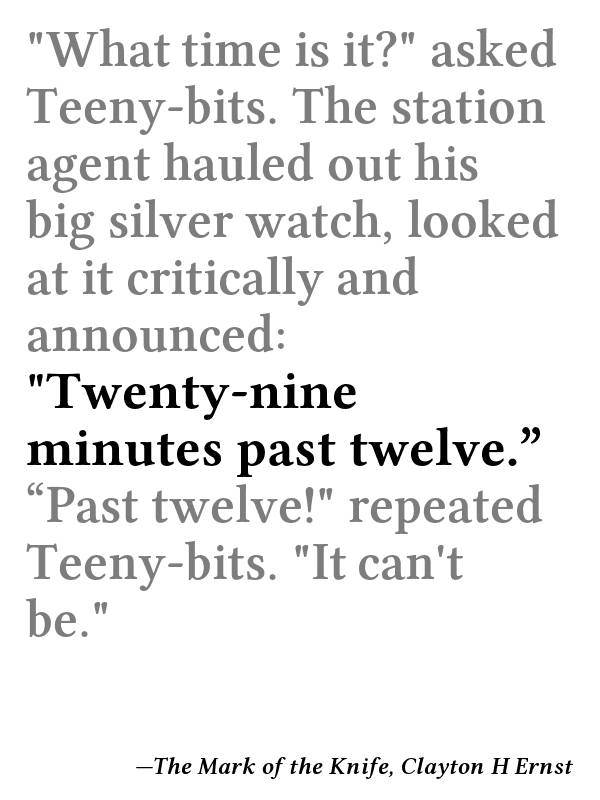 "What time is it?" asked
Teeny-bits. The station
agent hauled out his
big silver watch, looked
at it critically and
announced:
"Twenty-nine
minutes past twelve.”
“Past twelve!" repeated
Teeny-bits. "It can't
be."
—The Mark of the Knife, Clayton H Ernst